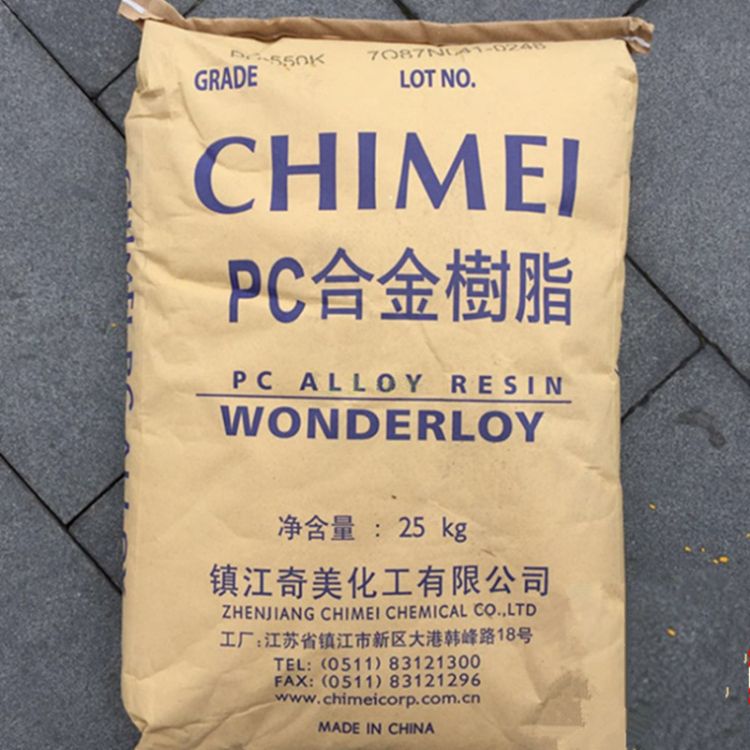 GRADE LOT NO.
CHIMEI
PC合金樹脂
PC ALLOY RESIN
WONDERLOY
净含量 : 25 kg
镇江奇美化工有限公司
ZHENJIANG CHIMEI CHEMICAL CO.,LTD
工厂:江苏省镇江市新区大港韩峰路18号
TEL: (0511) 83121300
FAX: (0511) 83121296
www.chimeicorp.com.cn
MADE IN CHINA